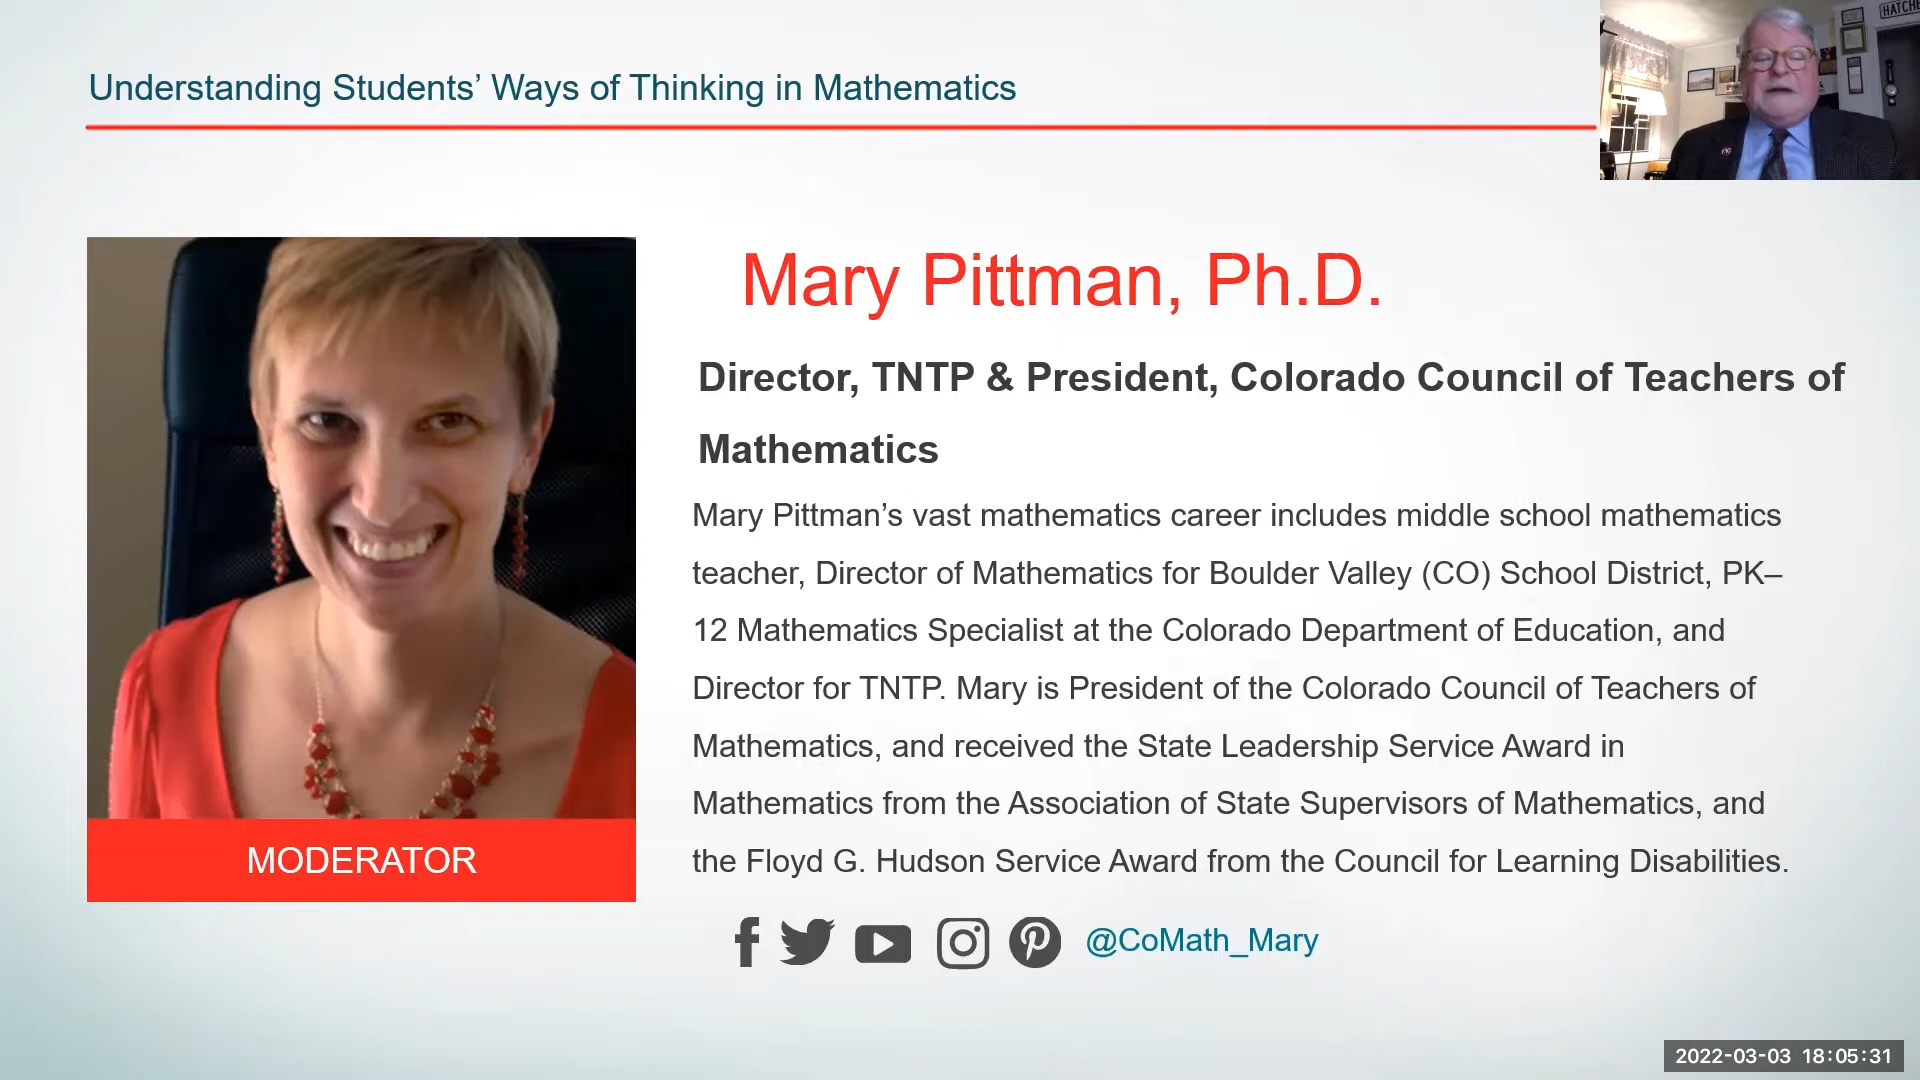 Understanding Students’ Ways of Thinking in Mathematics
Mary Pittman, Ph.D.
Director, TNTP & President, Colorado Council of Teachers of
Mathematics
Mary Pittman’s vast mathematics career includes middle school mathematics
teacher, Director of Mathematics for Boulder Valley (CO) School District, PK–
12 Mathematics Specialist at the Colorado Department of Education, and
Director for TNTP. Mary is President of the Colorado Council of Teachers of
Mathematics, and received the State Leadership Service Award in
Mathematics from the Association of State Supervisors of Mathematics, and
the Floyd G. Hudson Service Award from the Council for Learning Disabilities.
MODERATOR
@CoMath_Mary
2022-03-03 18:05:31